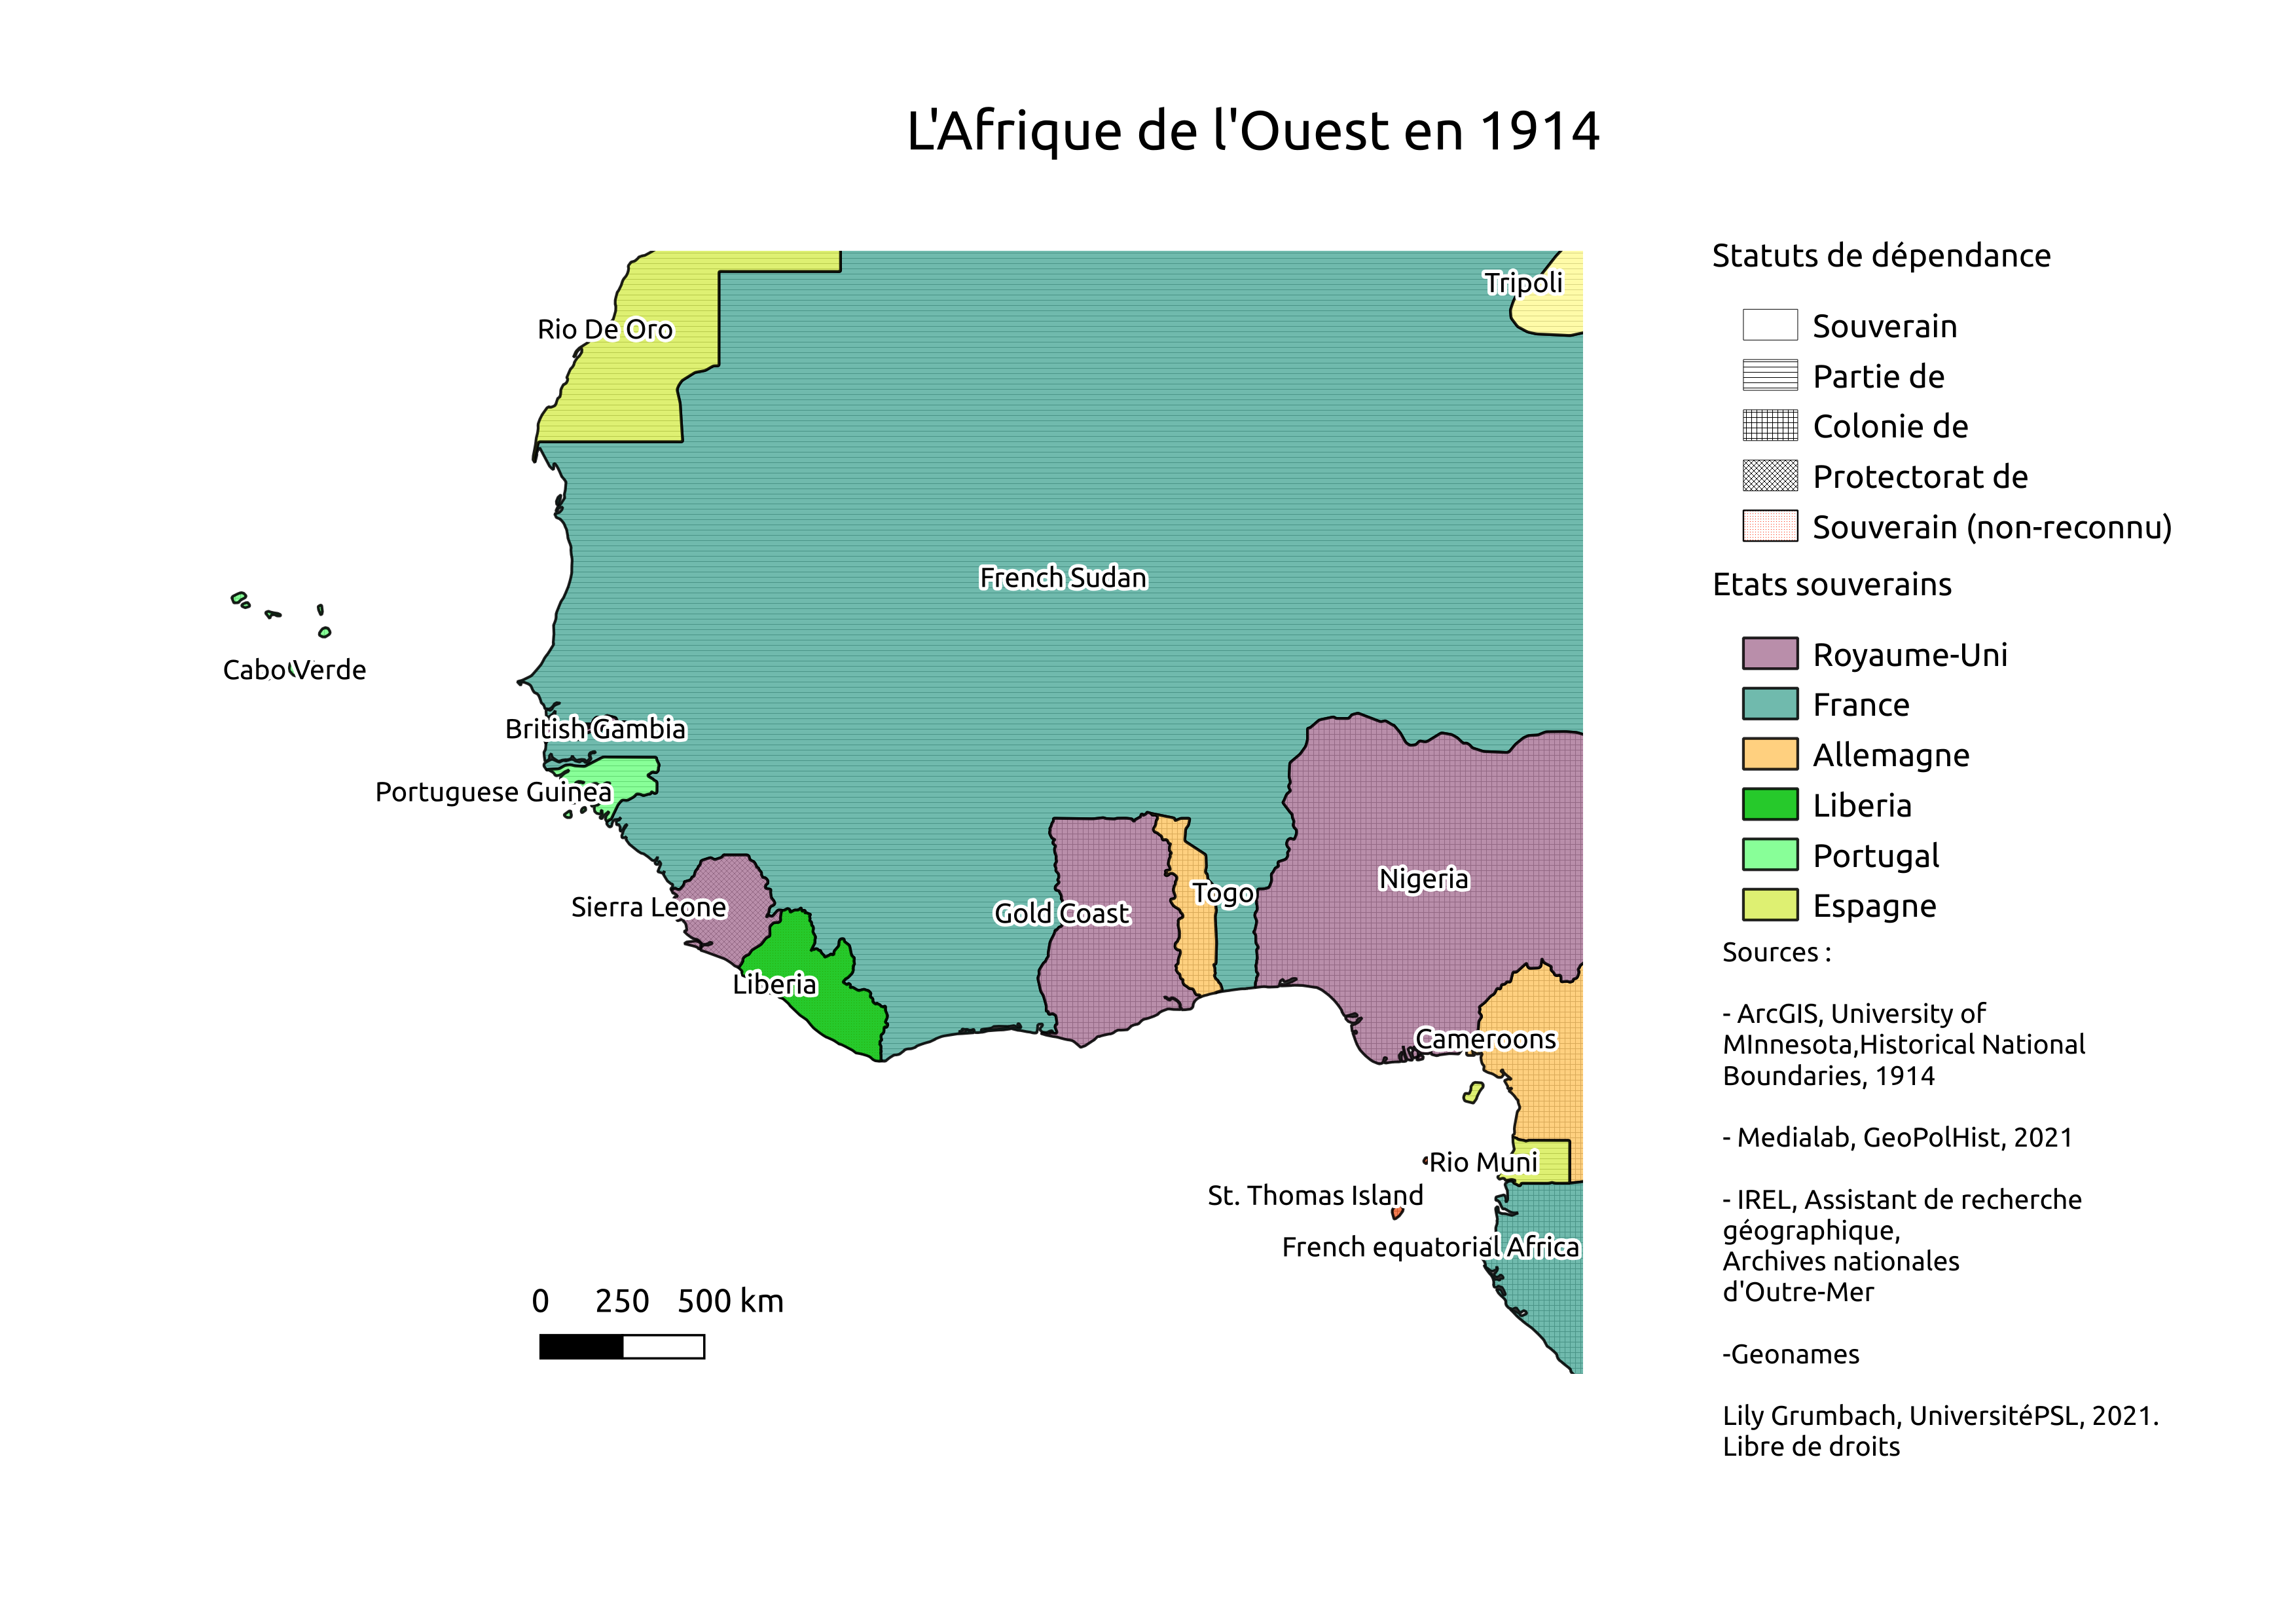 L'Afrique de l'Ouest en 1914
Tripoli
Rio De Oro
French Sudan
Cabo Verde
British Gambia
Portuguese Guinea
Sierra Leone
Liberia
Gold Coast
Togo
Nigeria
Cameroons
Rio Muni
St. Thomas Island
French equatorial Africa
0 250 500 km
Statuts de dépendance
Souverain
Partie de
Colonie de
Protectorat de
Souverain (non-reconnu)
Etats souverains
Royaume-Uni
France
Allemagne
Liberia
Portugal
Espagne
Sources :
- ArcGIS, University of
MInnesota,Historical National
Boundaries, 1914
- Medialab, GeoPolHist, 2021
- IREL, Assistant de recherche
géographique,
Archives nationales
d'Outre-Mer
-Geonames
Lily Grumbach, UniversitéPSL, 2021.
Libre de droits